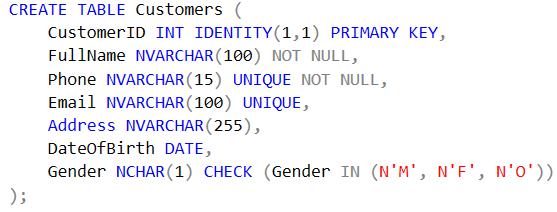 CREATE TABLE Customers (
    CustomerID INT IDENTITY(1,1) PRIMARY KEY,
    FullName NVARCHAR(100) NOT NULL,
    Phone NVARCHAR(15) UNIQUE NOT NULL,
    Email NVARCHAR(100) UNIQUE,
    Address NVARCHAR(255),
    DateOfBirth DATE,
    Gender NCHAR(1) CHECK (Gender IN (N'M', N'F', N'O'))
);